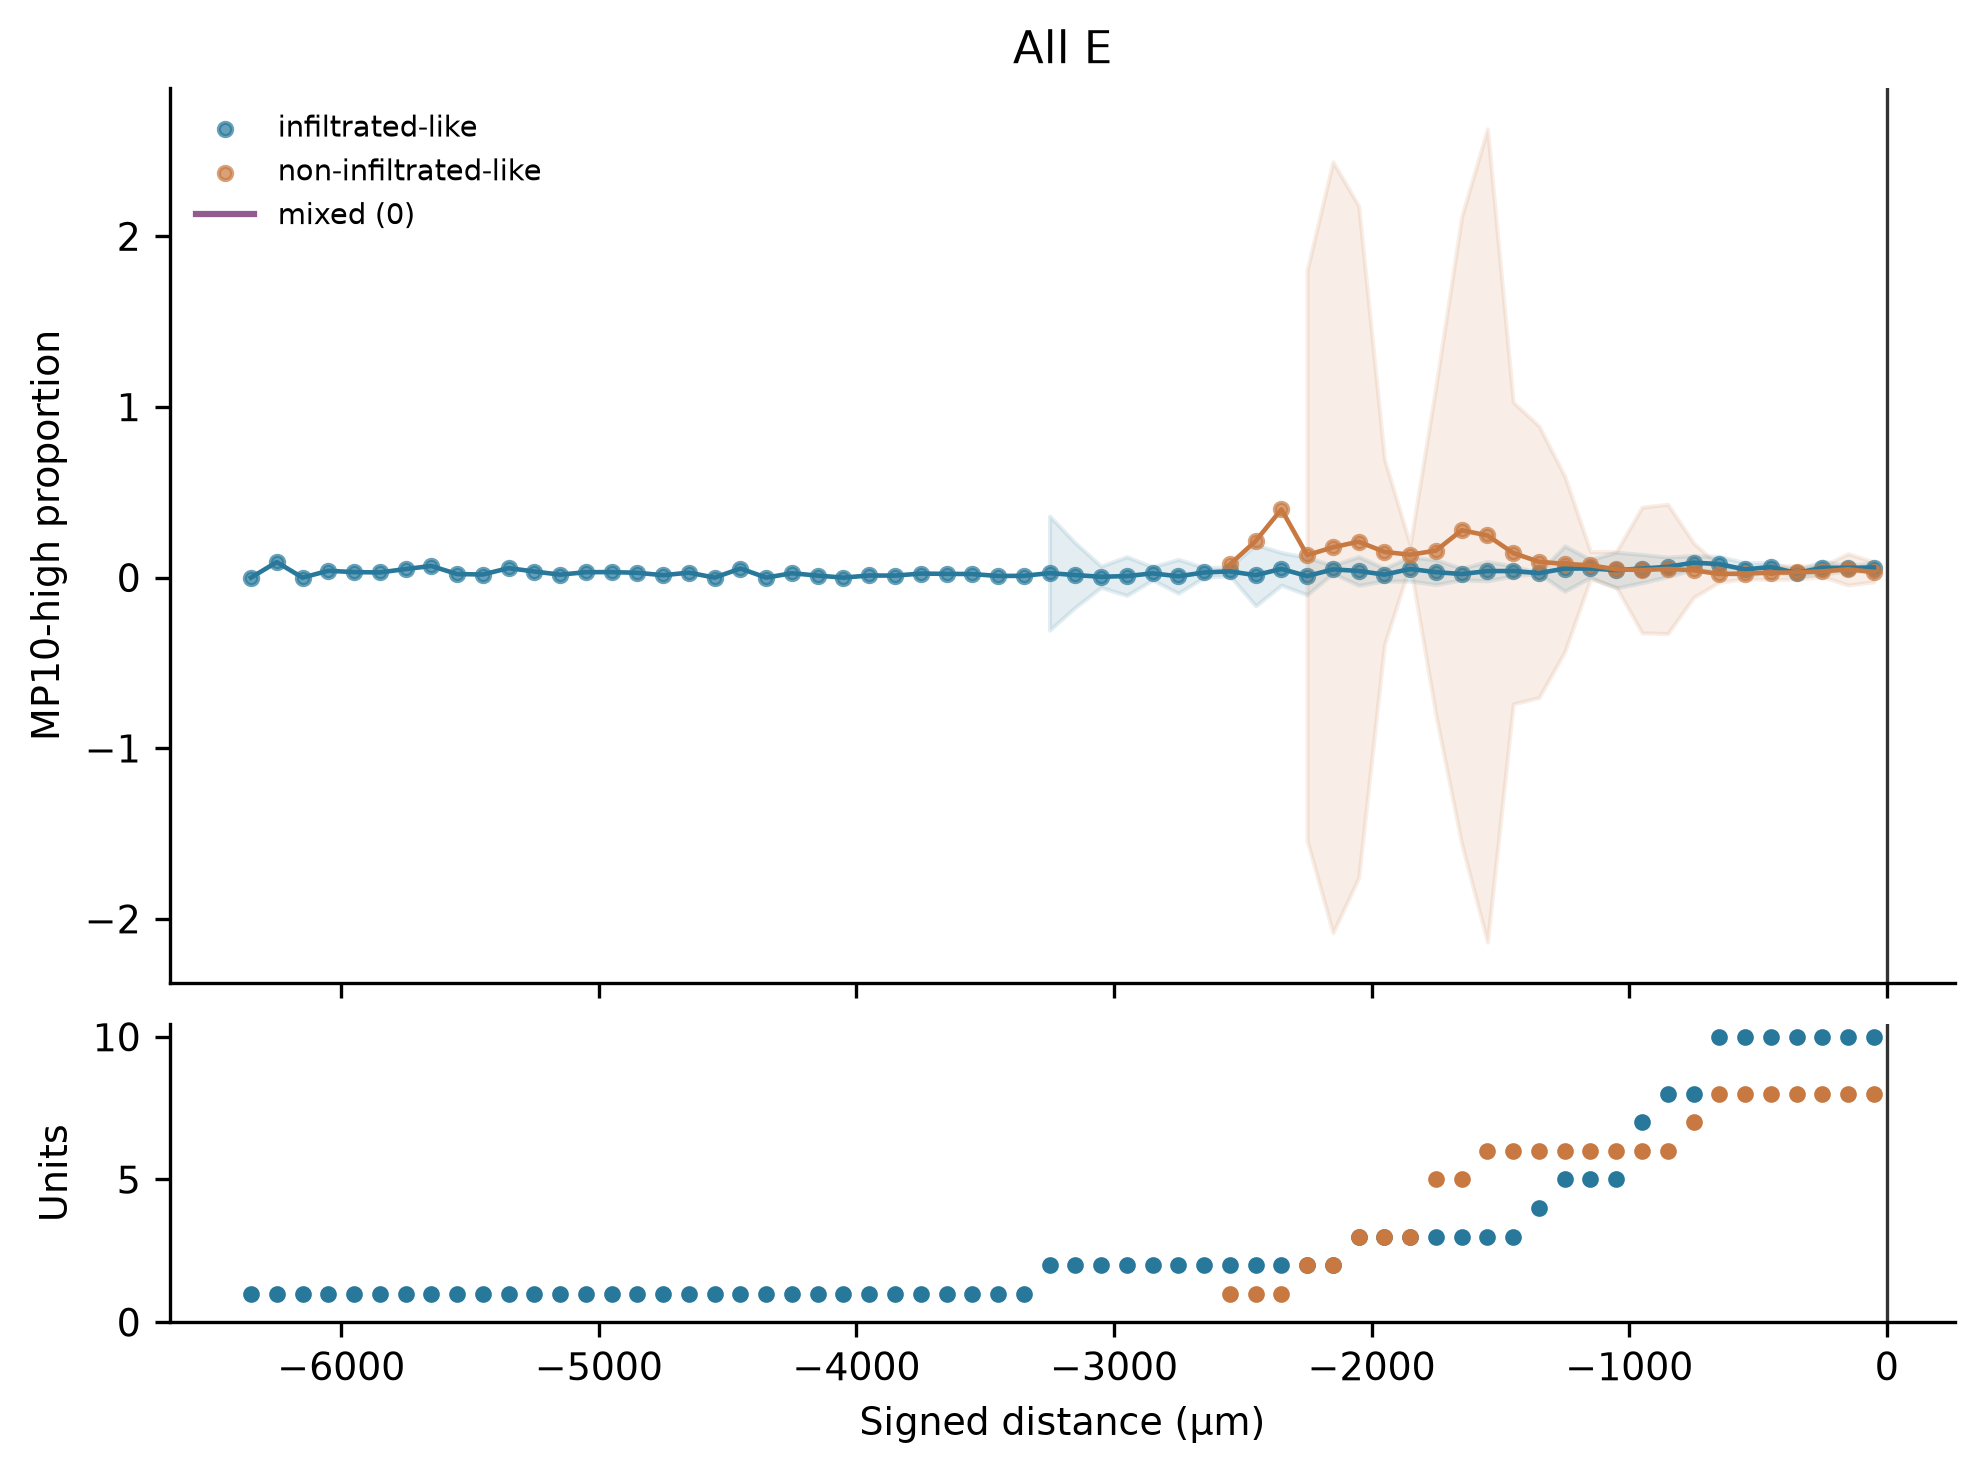 All E
infiltrated-like
non-infiltrated-like
mixed (0)
MP10-high proportion
2
1
0
−1
−2
Units
10
5
0
−6000
−5000
−4000
−3000
−2000
−1000
0
Signed distance (μm)